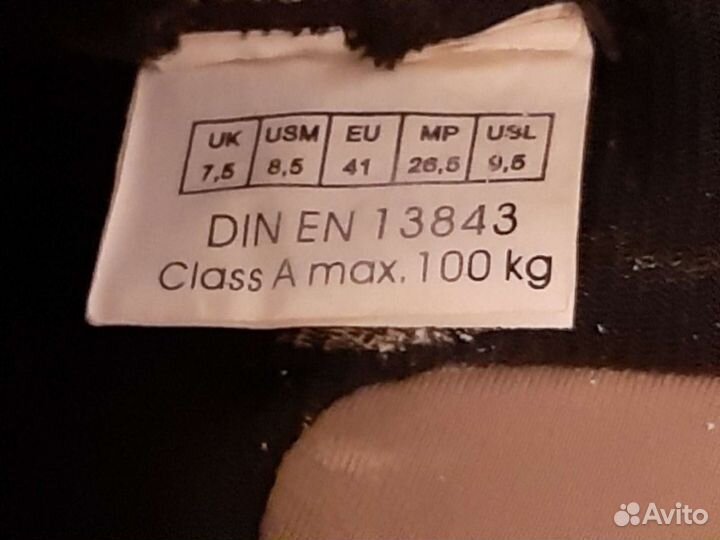 UK USM EU MP USL
7,5 8,5 41 26,5 9,5
DIN EN 13843
Class A max. 100 kg
Avito